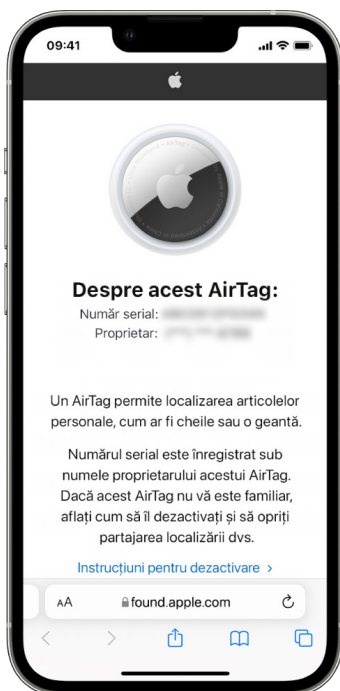 09:41
Despre acest AirTag:
Număr serial:
Proprietar:
Un AirTag permite localizarea articolelor
personale, cum ar fi cheile sau o geantă.
Numărul serial este înregistrat sub
numele proprietarului acestui AirTag.
Dacă acest AirTag nu vă este familiar,
aflați cum să îl dezactivați și să opriți
partajarea localizării dvs.
Instrucțiuni pentru dezactivare >
AA
found.apple.com